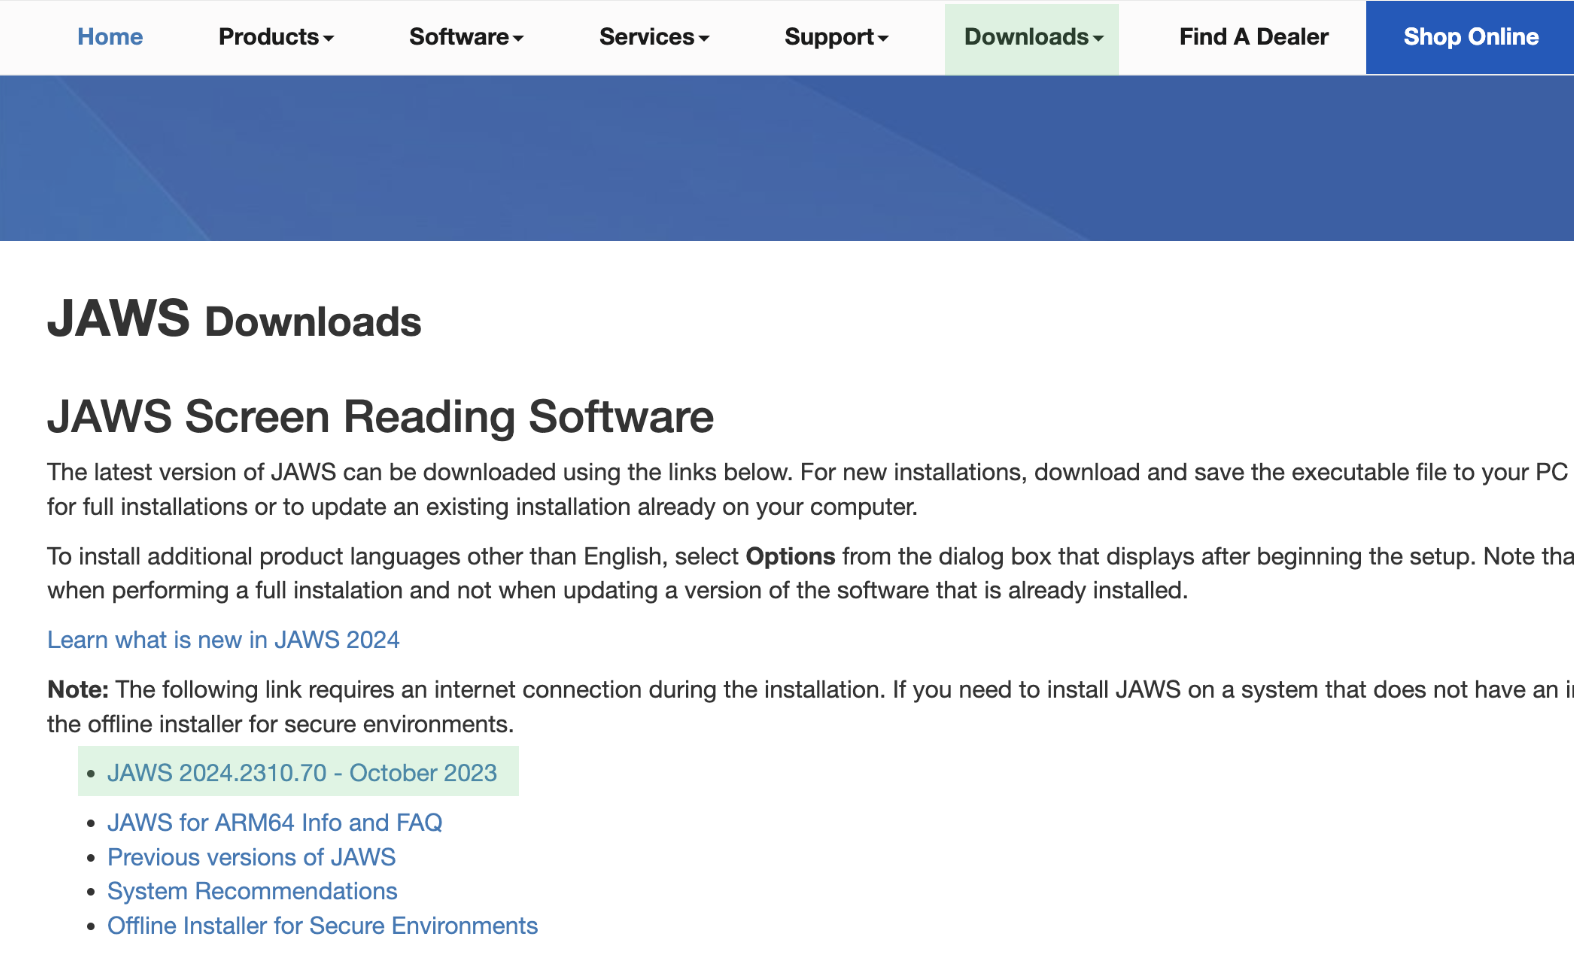 Home Products Software Services Support Downloads Find A Dealer Shop Online
JAWS Downloads
JAWS Screen Reading Software
The latest version of JAWS can be downloaded using the links below. For new installations, download and save the executable file to your PC
for full installations or to update an existing installation already on your computer.
To install additional product languages other than English, select Options from the dialog box that displays after beginning the setup. Note
when performing a full instalation and not when updating a version of the software that is already installed.
Learn what is new in JAWS 2024
Note: The following link requires an internet connection during the installation. If you need to install JAWS on a system that does not have an
the offline installer for secure environments.
• JAWS 2024.2310.70 - October 2023
• JAWS for ARM64 Info and FAQ
• Previous versions of JAWS
• System Recommendations
• Offline Installer for Secure Environments